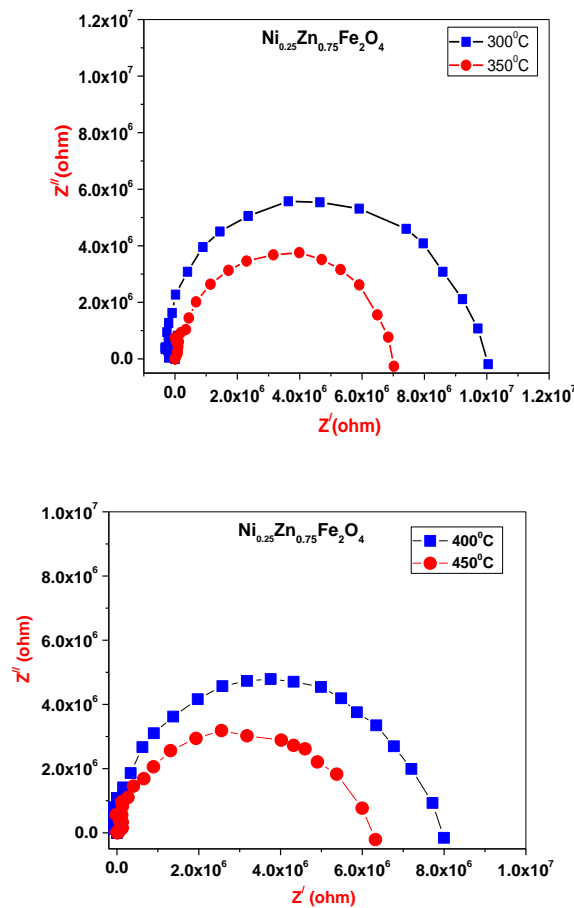 Ni0.25Zn0.75Fe2O4
300⁰C
350⁰C
1.2x10⁷
1.0x10⁷
8.0x10⁶
6.0x10⁶
4.0x10⁶
2.0x10⁶
0.0
Z// (ohm)
0.0 2.0x10⁶ 4.0x10⁶ 6.0x10⁶ 8.0x10⁶ 1.0x10⁷ 1.2x10⁷
Z/(ohm)
Ni0.25Zn0.75Fe2O4
400⁰C
450⁰C
1.0x10⁷
8.0x10⁶
6.0x10⁶
4.0x10⁶
2.0x10⁶
0.0
Z// (ohm)
0.0 2.0x10⁶ 4.0x10⁶ 6.0x10⁶ 8.0x10⁶ 1.0x10⁷
Z/ (ohm)